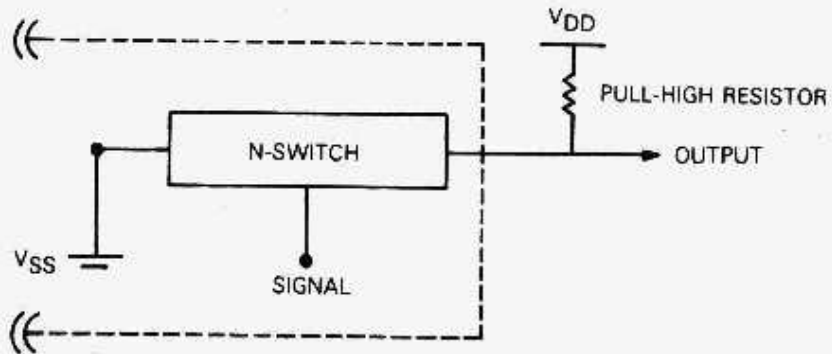 VDD
PULL-HIGH RESISTOR
N-SWITCH
OUTPUT
VSS
SIGNAL